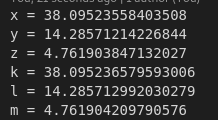 x = 38.09523558403508
y = 14.28571214226844
z = 4.761903847132027
k = 38.095236579593006
l = 14.285712992030279
m = 4.761904209790576